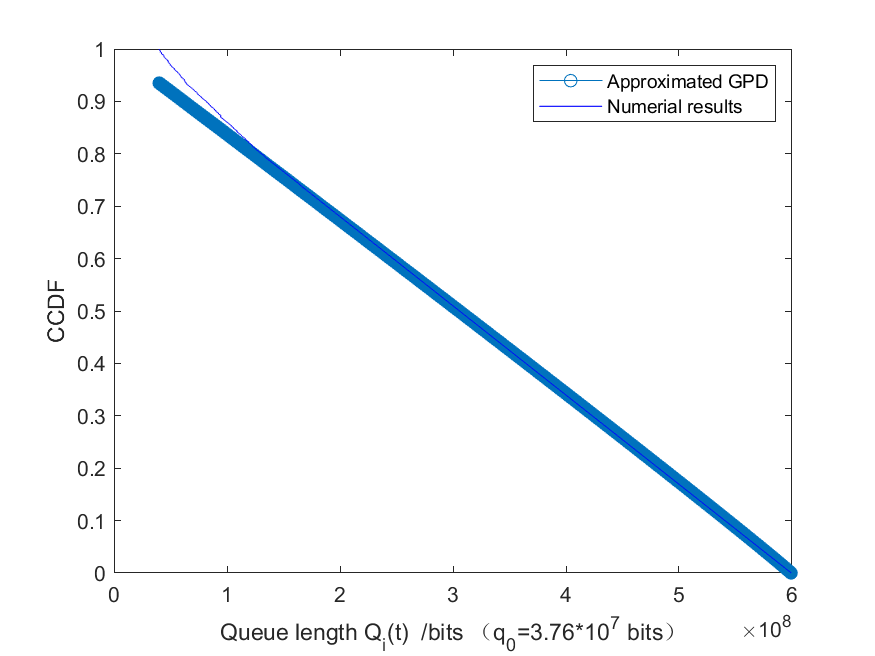 Approximated GPD
Numerial results
1
0.9
0.8
0.7
0.6
0.5
0.4
0.3
0.2
0.1
0
CCDF
0 1 2 3 4 5 6
×10^8
Queue length Q_i(t) /bits （q_0=3.76*10^7 bits）